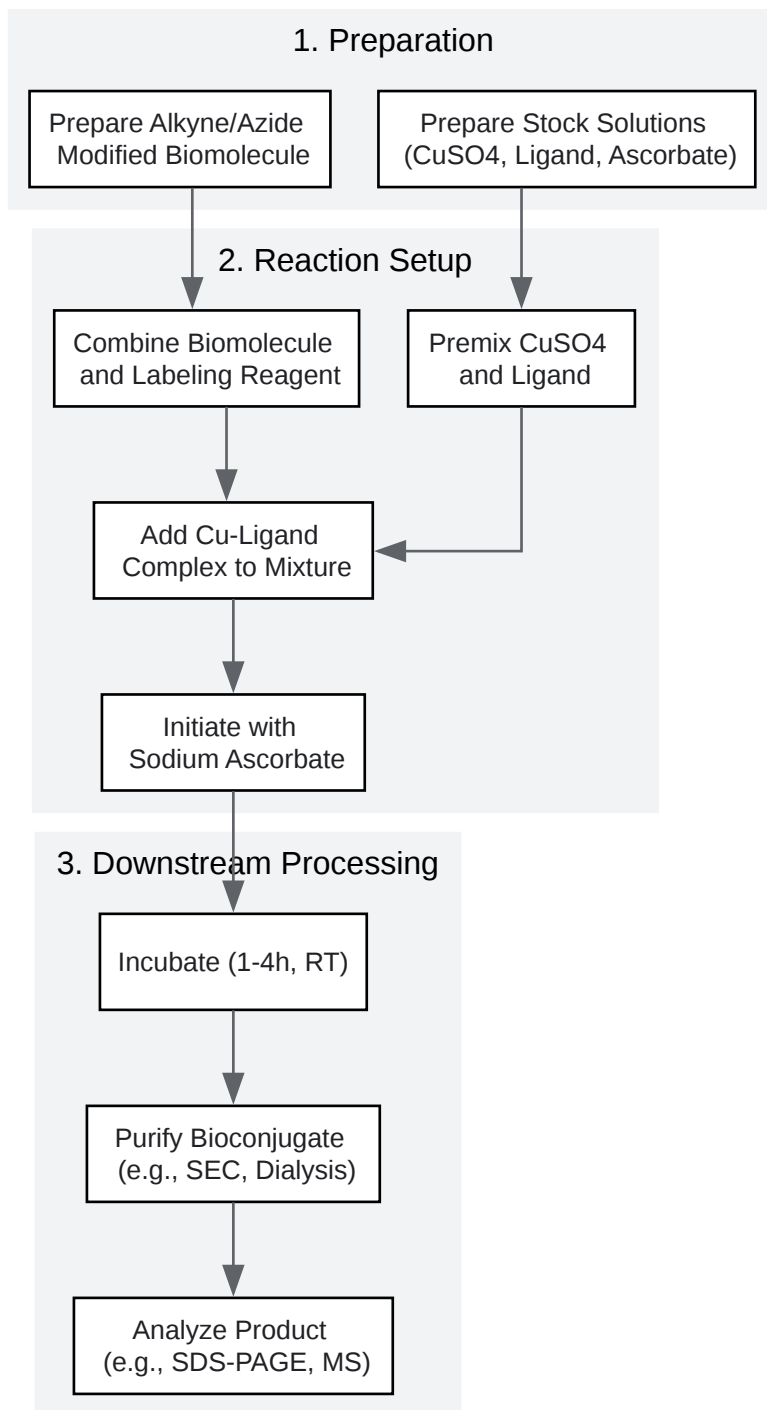 1. Preparation
Prepare Alkyne/Azide
Modified Biomolecule
Prepare Stock Solutions
(CuSO4, Ligand, Ascorbate)
2. Reaction Setup
Combine Biomolecule
and Labeling Reagent
Premix CuSO4
and Ligand
Add Cu-Ligand
Complex to Mixture
Initiate with
Sodium Ascorbate
3. Downstream Processing
Incubate (1-4h, RT)
Purify Bioconjugate
(e.g., SEC, Dialysis)
Analyze Product
(e.g., SDS-PAGE, MS)